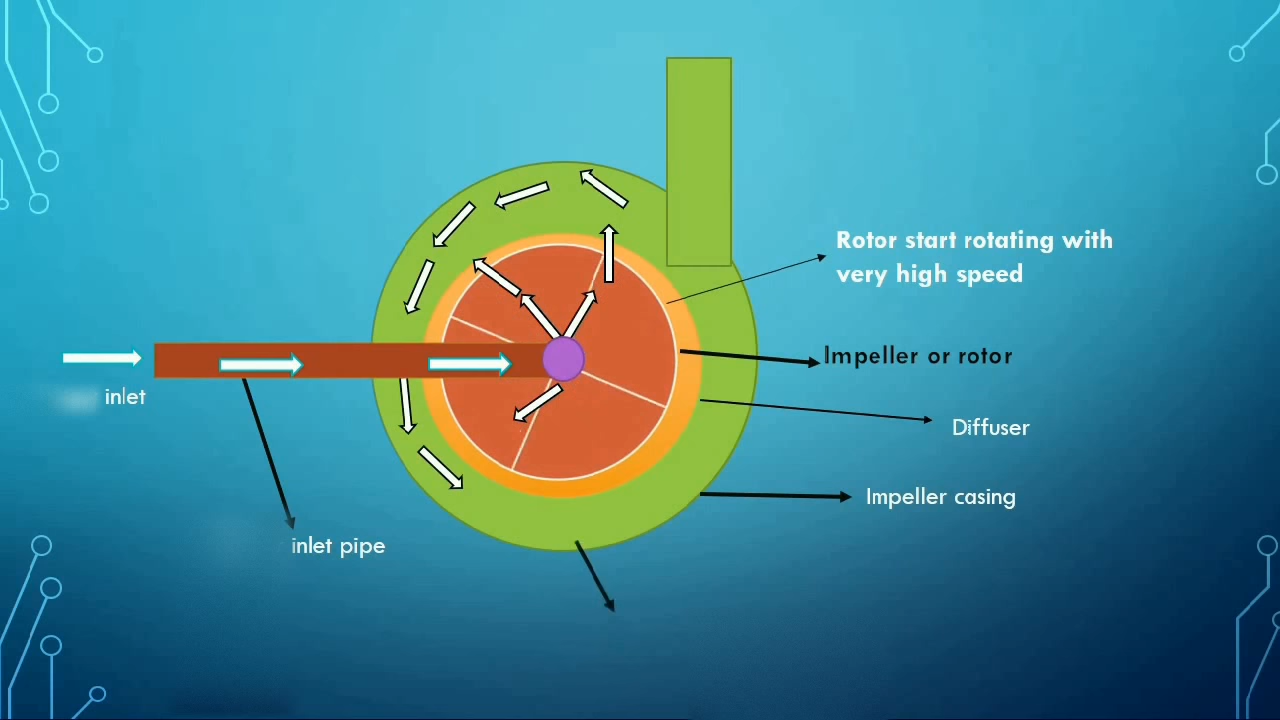 Rotor start rotating with
very high speed
Impeller or rotor
inlet
Diffuser
Impeller casing
inlet pipe